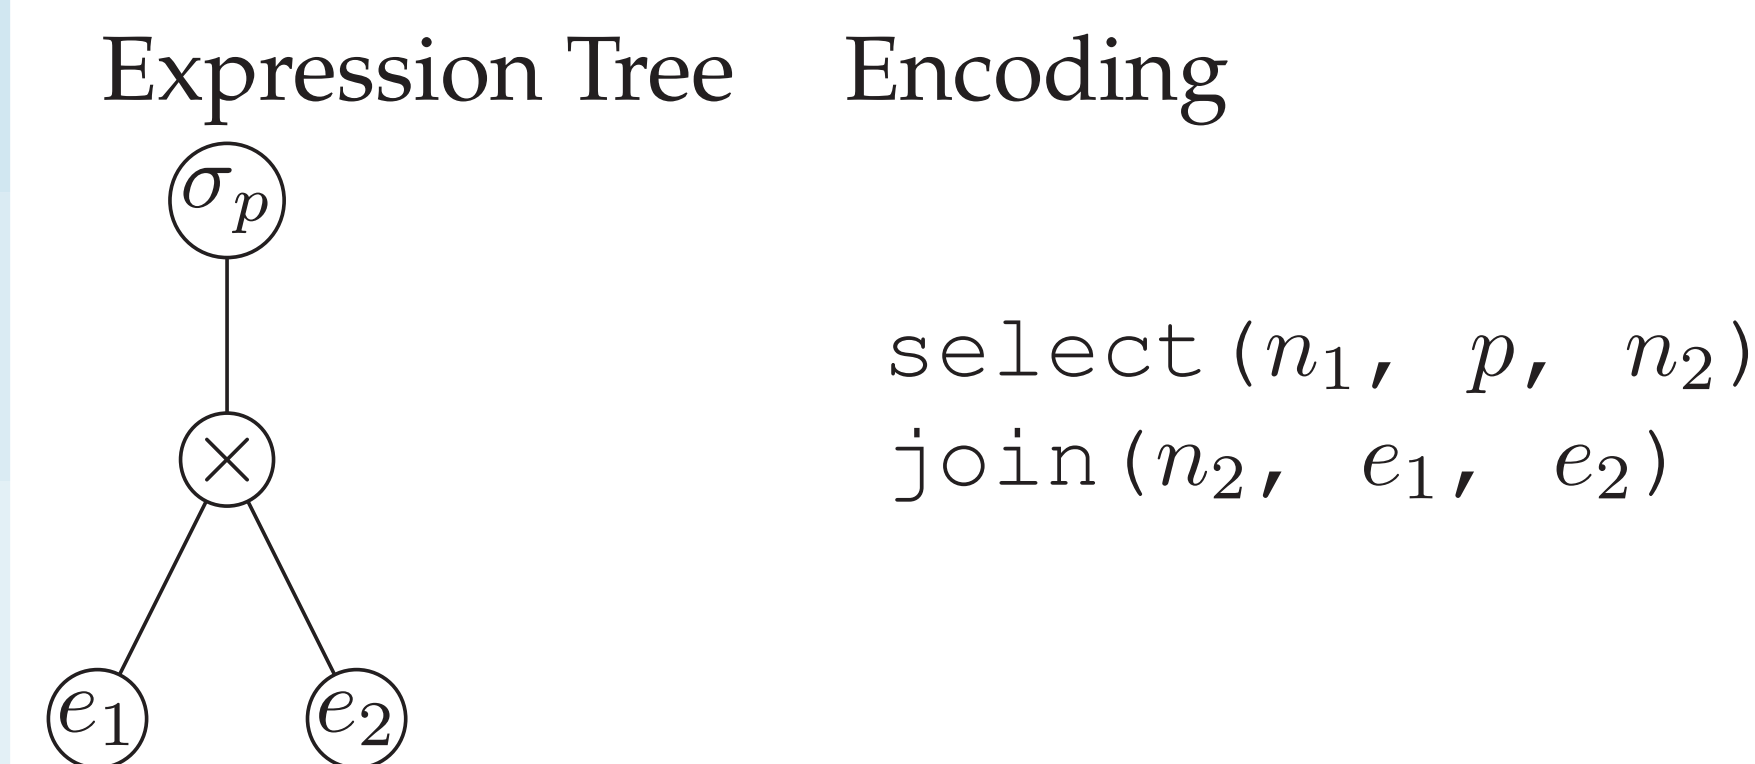 Expression Tree Encoding
σₚ
select(n₁, p, n₂)
×
join(n₂, e₁, e₂)
e₁ e₂